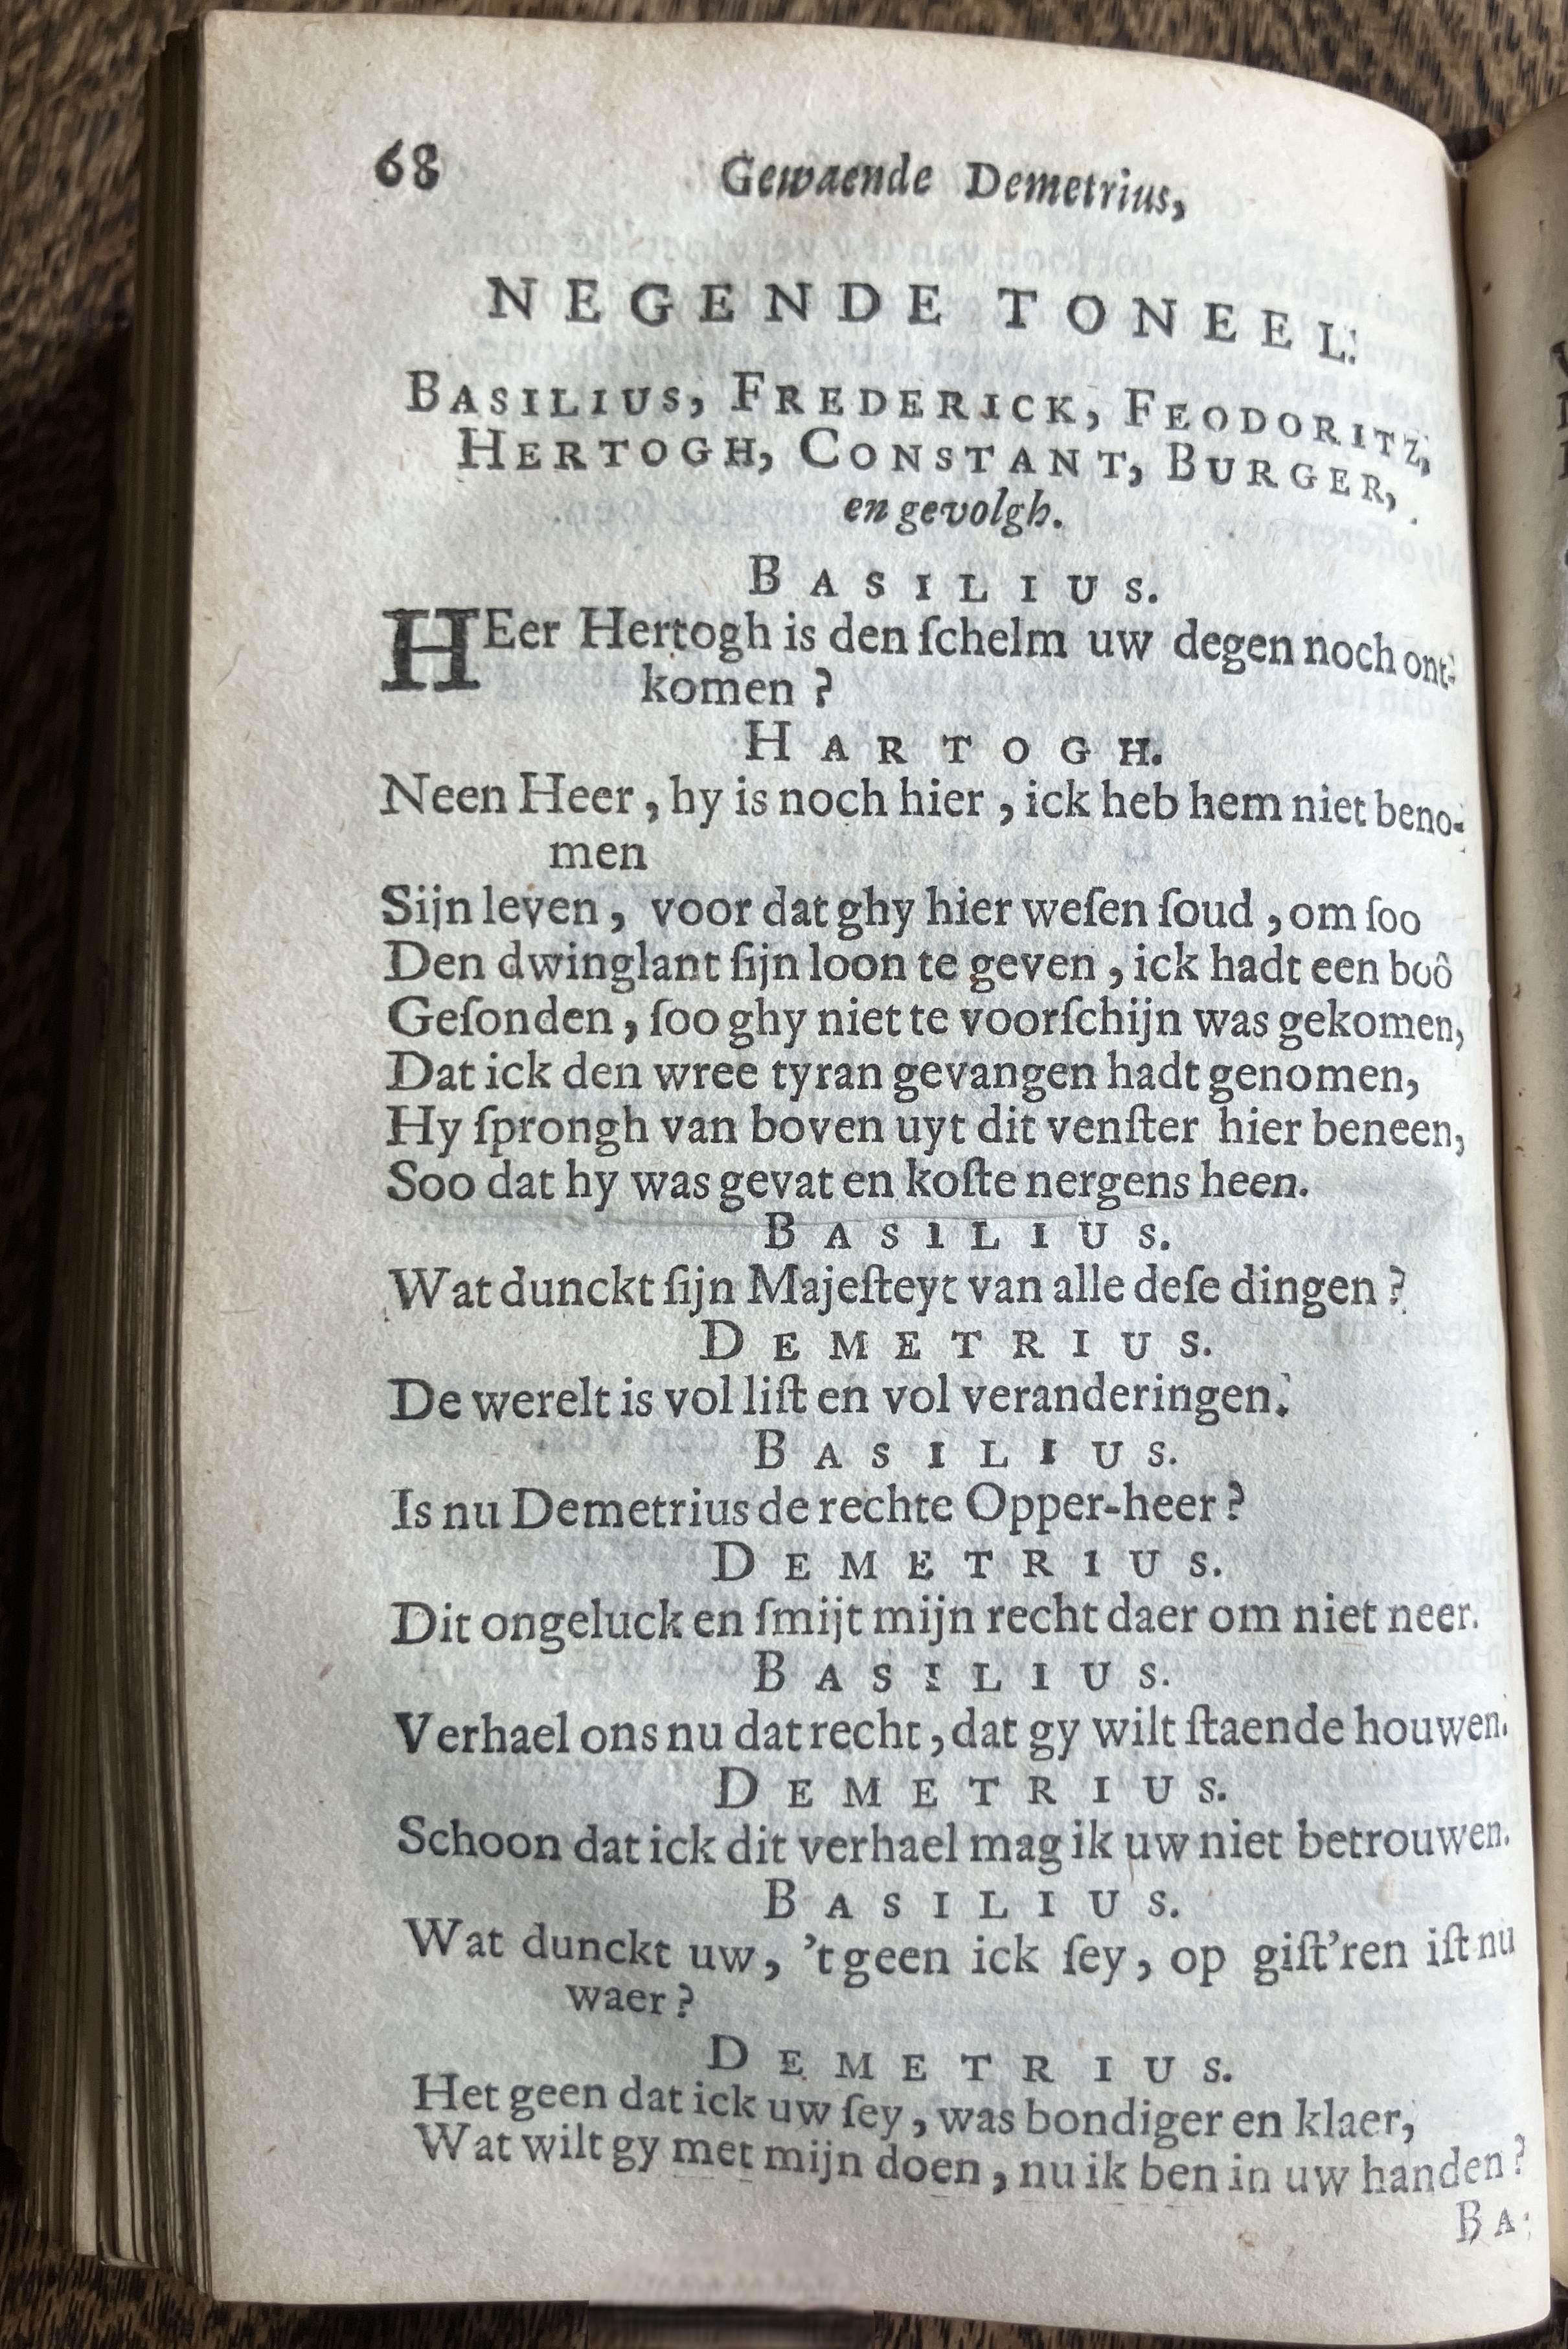 68 Gewaende Demetrius,
NEGENDE TONEEL.
BASILIUS, FREDERICK, FEODORITZ,
HERTOGH, CONSTANT, BURGER,
en gevolgh.
BASILIUS.
HEer Hertogh is den ſchelm uw degen noch ont-
komen ?
HARTOGH.
Neen Heer, hy is noch hier, ick heb hem niet beno-
men
Sijn leven, voor dat ghy hier weſen ſoud, om ſoo
Den dwinglant ſijn loon te geven, ick hadt een boô
Geſonden, ſoo ghy niet te voorſchijn was gekomen,
Dat ick den wree tyran gevangen hadt genomen,
Hy ſprongh van boven uyt dit venſter hier beneen,
Soo dat hy was gevat en koſte nergens heen.
BASILIUS.
Wat dunckt ſijn Majeſteyt van alle deſe dingen ?
DEMETRIUS.
De werelt is vol liſt en vol veranderingen.
BASILIUS.
Is nu Demetrius de rechte Opper-heer ?
DEMETRIUS.
Dit ongeluck en ſmijt mijn recht daer om niet neer.
BASILIUS.
Verhael ons nu dat recht, dat gy wilt ſtaende houwen.
DEMETRIUS.
Schoon dat ick dit verhael mag ik uw niet betrouwen.
BASILIUS.
Wat dunckt uw, 't geen ick ſey, op giſt'ren iſt nu
waer ?
DEMETRIUS.
Het geen dat ick uw ſey, was bondiger en klaer,
Wat wilt gy met mijn doen, nu ik ben in uw handen ?
BA-